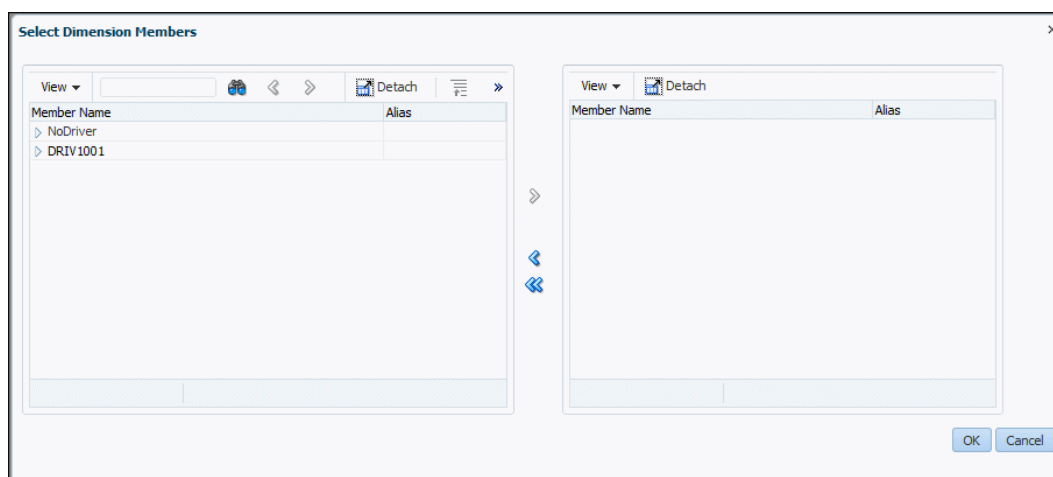 Select Dimension Members
View Detach »
Member Name Alias
NoDriver
DRIV1001
View Detach
Member Name Alias
OK Cancel